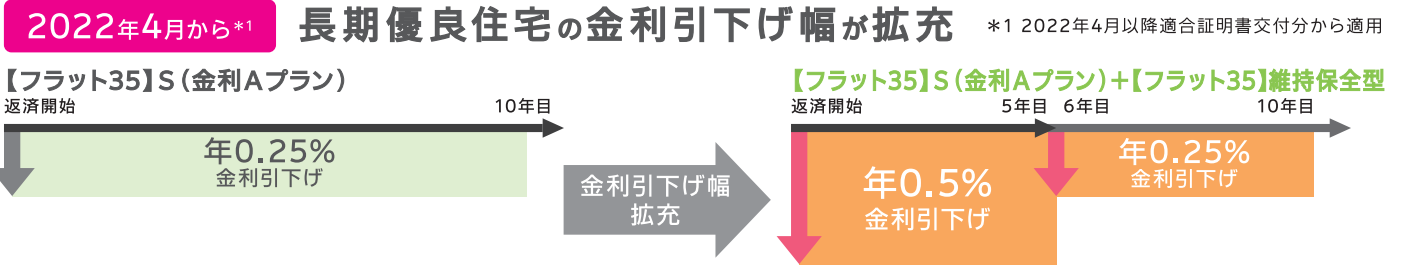 2022年4月から*1 長期優良住宅の金利引下げ幅が拡充 *1 2022年4月以降適合証明書交付分から適用
【フラット35】S(金利Aプラン)
返済開始 10年目
年0.25%
金利引下げ
金利引下げ幅
拡充
【フラット35】S(金利Aプラン)+【フラット35】維持保全型
返済開始 5年目 6年目 10年目
年0.5%
金利引下げ
年0.25%
金利引下げ